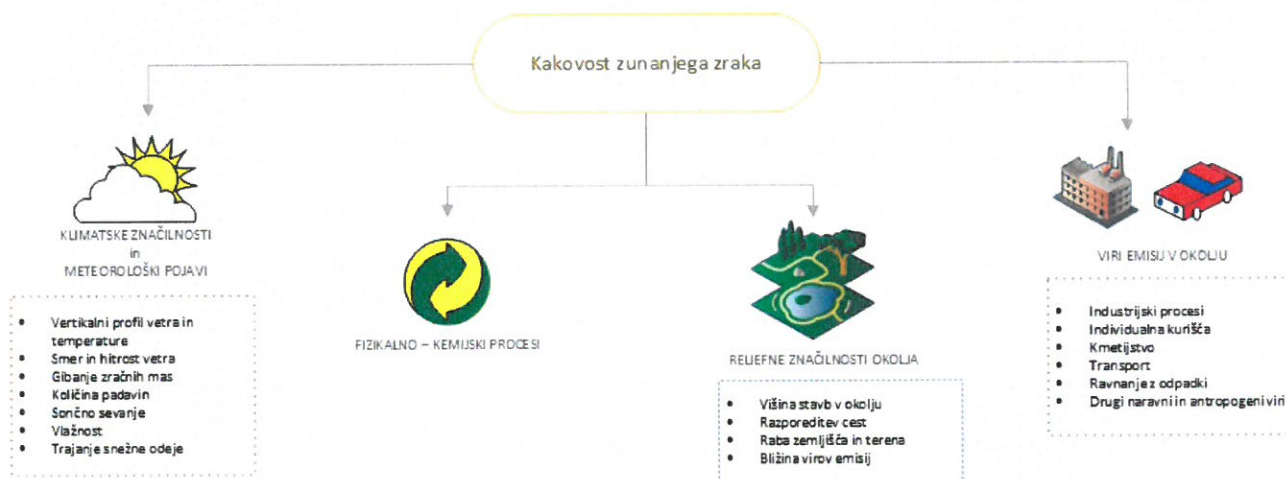 Kakovost zunanjega zraka
KLIMATSKE ZNAČILNOSTI
in
METEOROLOŠKI POJAVI
• Vertikalni profil vetra in
temperature
• Smer in hitrost vetra
• Gibanje zračnih mas
• Količina padavin
• Sončno sevanje
• Vlažnost
• Trajanje snežne odeje
FIZIKALNO – KEMIJSKI PROCESI
RELIEFNE ZNAČILNOSTI OKOLJA
• Višina stavb v okolju
• Razporeditev cest
• Raba zemljišča in terena
• Bližina virov emisij
VIRI EMISIJ V OKOLJU
• Industrijski procesi
• Individualna kurišča
• Kmetijstvo
• Transport
• Ravnanje z odpadki
• Drugi naravni in antropogeni viri